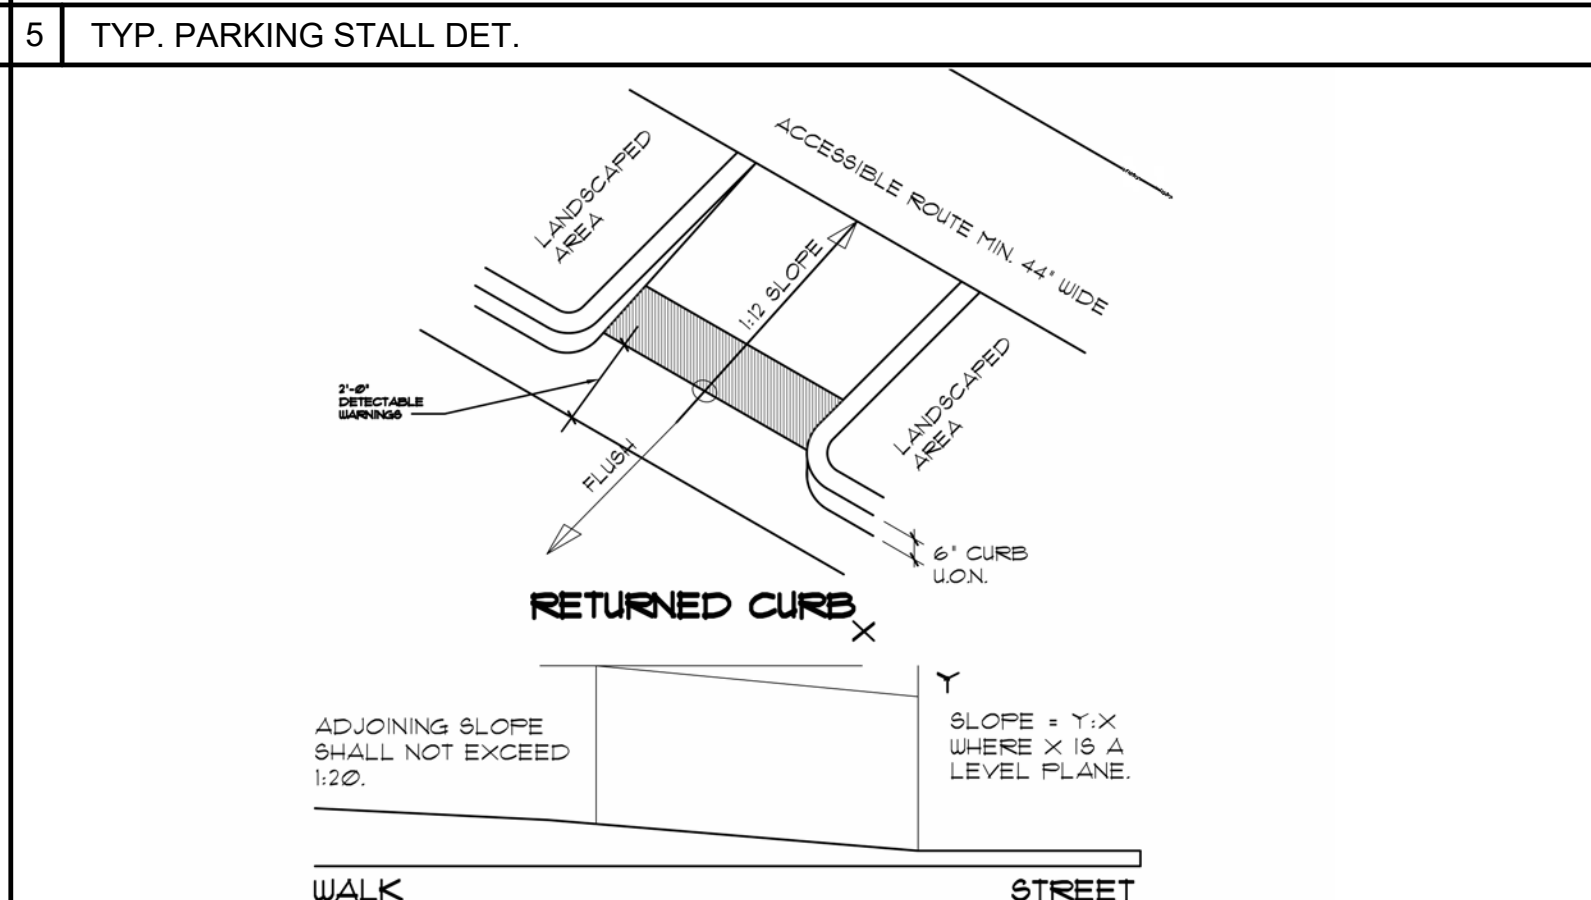 5 TYP. PARKING STALL DET.
LANDSCAPED
AREA
ACCESSIBLE ROUTE MIN. 44" WIDE
1:12 SLOPE
2'-0"
DETECTABLE
WARNINGS
FLUSH
LANDSCAPED
AREA
6" CURB
U.O.N.
RETURNED CURB
X
Y
ADJOINING SLOPE
SHALL NOT EXCEED
1:20.
SLOPE = Y:X
WHERE X IS A
LEVEL PLANE.
WALK
STREET